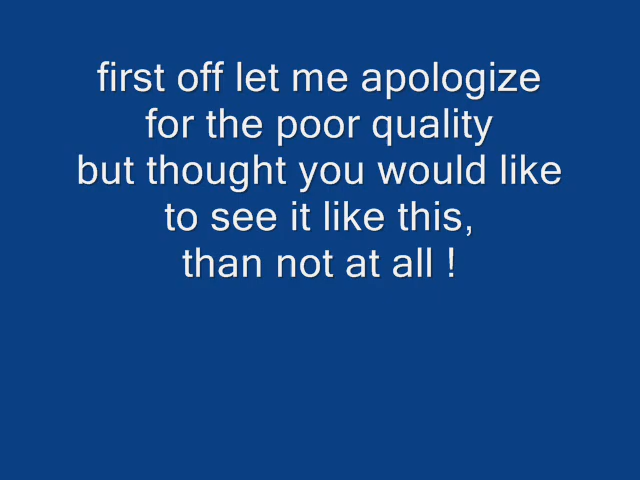 first off let me apologize
for the poor quality
but thought you would like
to see it like this,
than not at all !